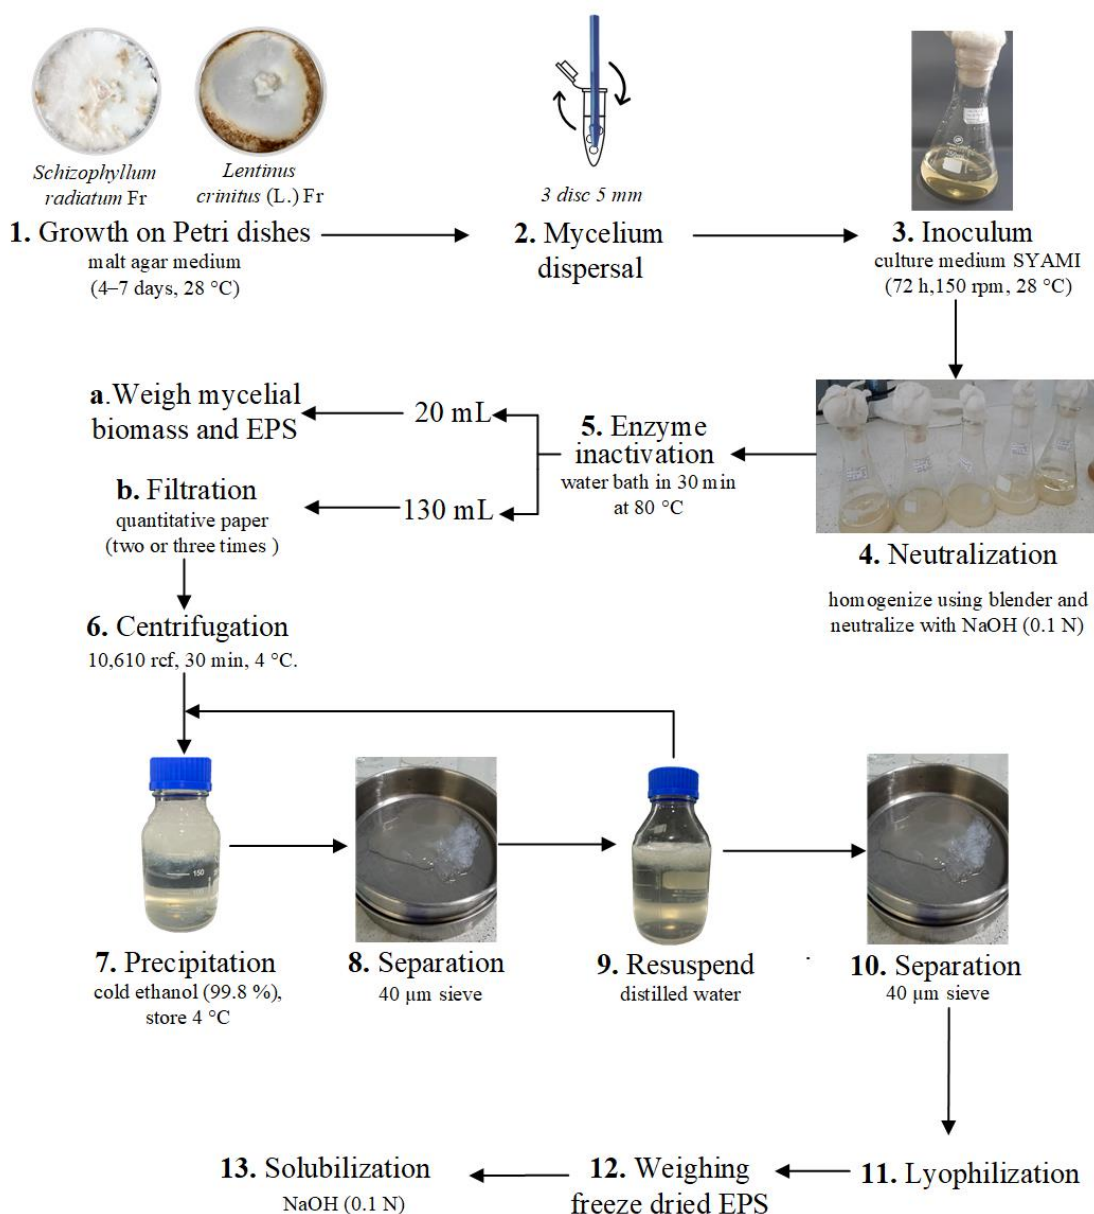 Schizophyllum
radiatum Fr
Lentinus
crinitus (L.) Fr
1. Growth on Petri dishes
malt agar medium
(4–7 days, 28 °C)
3 disc 5 mm
2. Mycelium
dispersal
3. Inoculum
culture medium SYAMI
(72 h,150 rpm, 28 °C)
4. Neutralization
homogenize using blender and
neutralize with NaOH (0.1 N)
5. Enzyme
inactivation
water bath in 30 min
at 80 °C
20 mL
a.Weigh mycelial
biomass and EPS
130 mL
b. Filtration
quantitative paper
(two or three times )
6. Centrifugation
10,610 rcf, 30 min, 4 °C.
150
7. Precipitation
cold ethanol (99.8 %),
store 4 °C
8. Separation
40 µm sieve
9. Resuspend
distilled water
10. Separation
40 µm sieve
11. Lyophilization
12. Weighing
freeze dried EPS
13. Solubilization
NaOH (0.1 N)